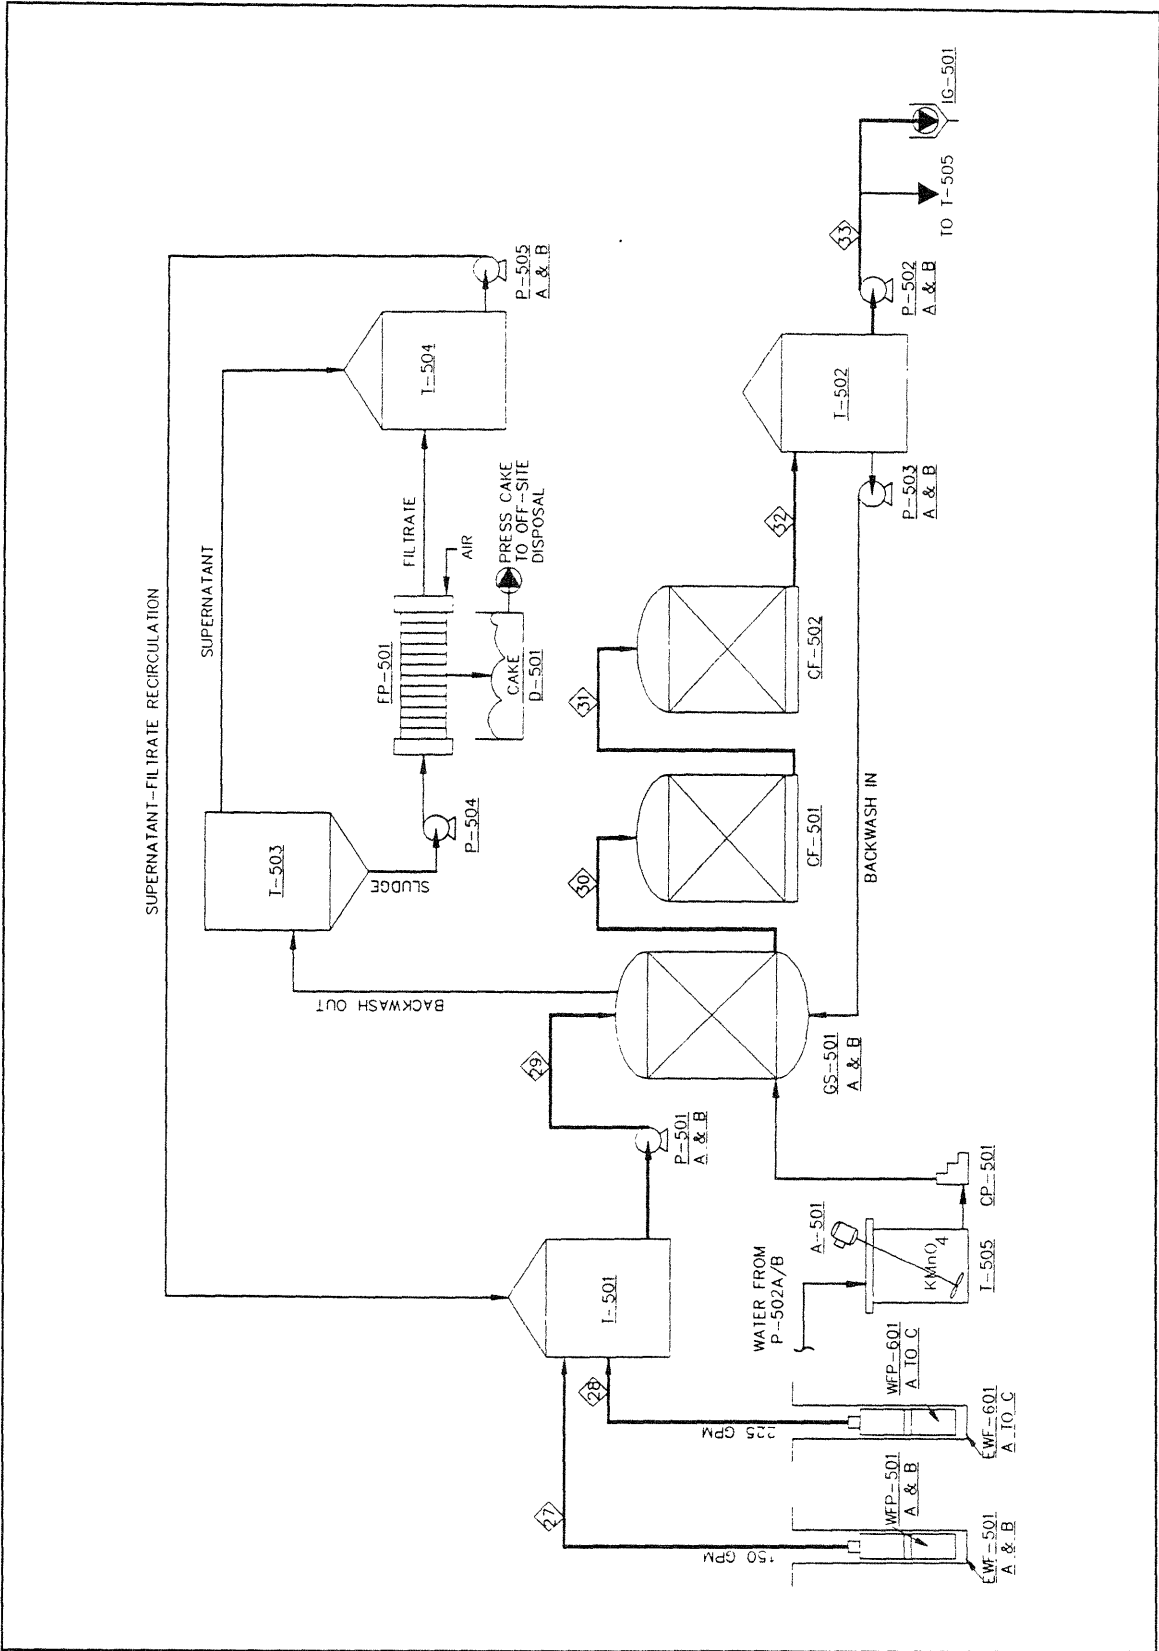 SUPERNATANT-FILTRATE RECIRCULATION
SUPERNATANT
T-503
SLUDGE
P-504
FP-501
CAKE
D-501
PRESS CAKE
TO OFF-SITE
DISPOSAL
FILTRATE
AIR
T-504
P-505
A & B
BACKWASH OUT
27
28
150 GPM
225 GPM
EWF-501
A & B
WFP-501
A & B
EWF-601
A TO C
WFP-601
A TO C
T-501
WATER FROM
P-502A/B
A-501
KMnO4
T-505
CP-501
P-501
A & B
29
GS-501
A & B
30
CF-501
31
CF-502
32
BACKWASH IN
P-503
A & B
T-502
P-502
A & B
33
TO T-505
IG-501